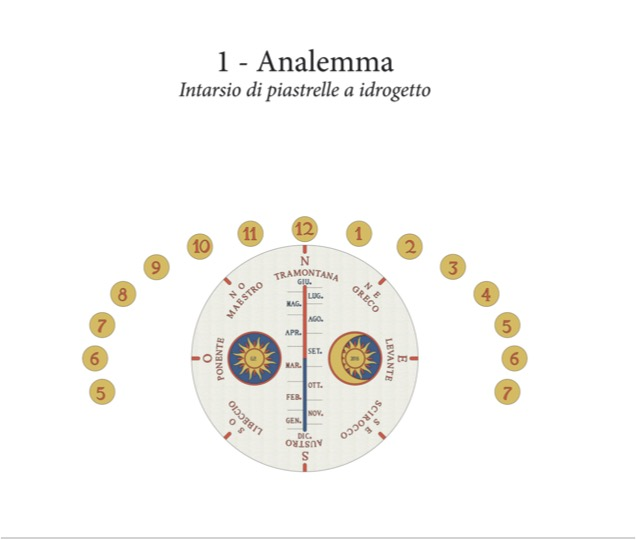 1 - Analemma
Intarsio di piastrelle a idrogetto
12
11
1
10
2
9
3
8
4
7
5
6
6
5
7
N
TRAMONTANA
N O
MAESTRO
N E
GRECO
O
PONENTE
E
LEVANTE
S O
LIBECCIO
S E
SCIROCCO
AUSTRO
S
GIU.
LUG.
MAG.
AGO.
APR.
SET.
MAR.
OTT.
FEB.
NOV.
GEN.
DIC.